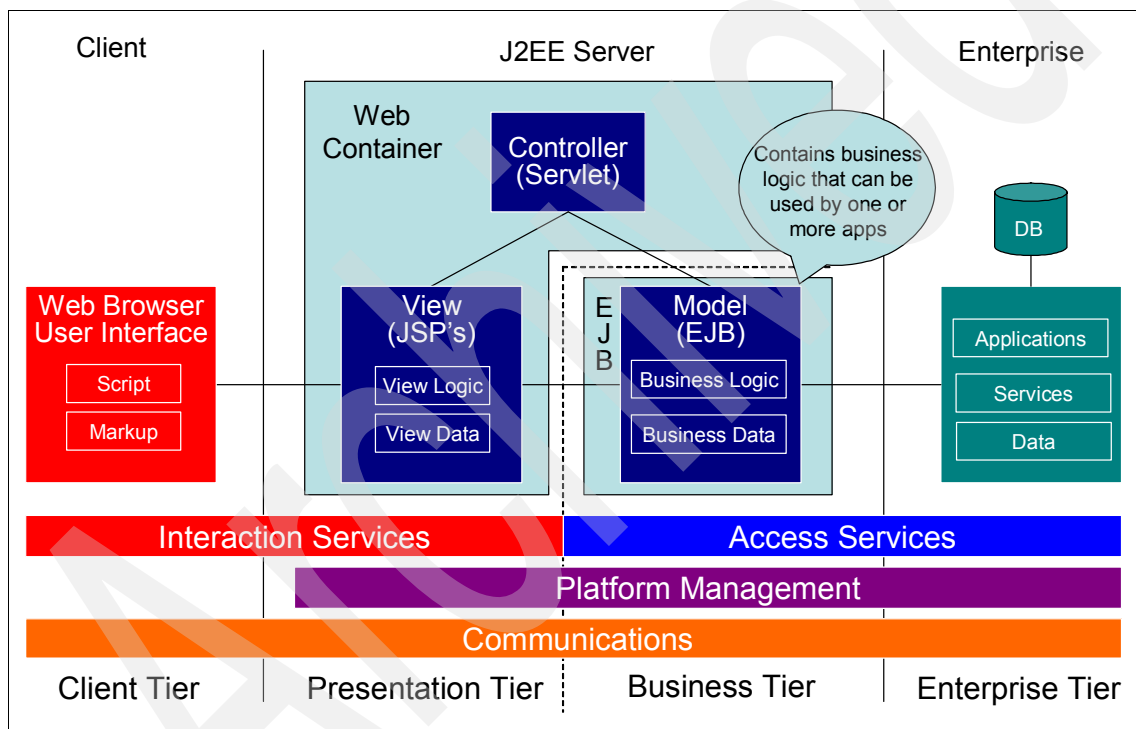 Client
J2EE Server
Enterprise
Web
Container
Controller
(Servlet)
Contains business
logic that can be
used by one or
more apps
DB
Web Browser
User Interface
Script
Markup
View
(JSP's)
View Logic
View Data
E
J
B
Model
(EJB)
Business Logic
Business Data
Applications
Services
Data
Interaction Services
Access Services
Platform Management
Communications
Client Tier
Presentation Tier
Business Tier
Enterprise Tier
Archived